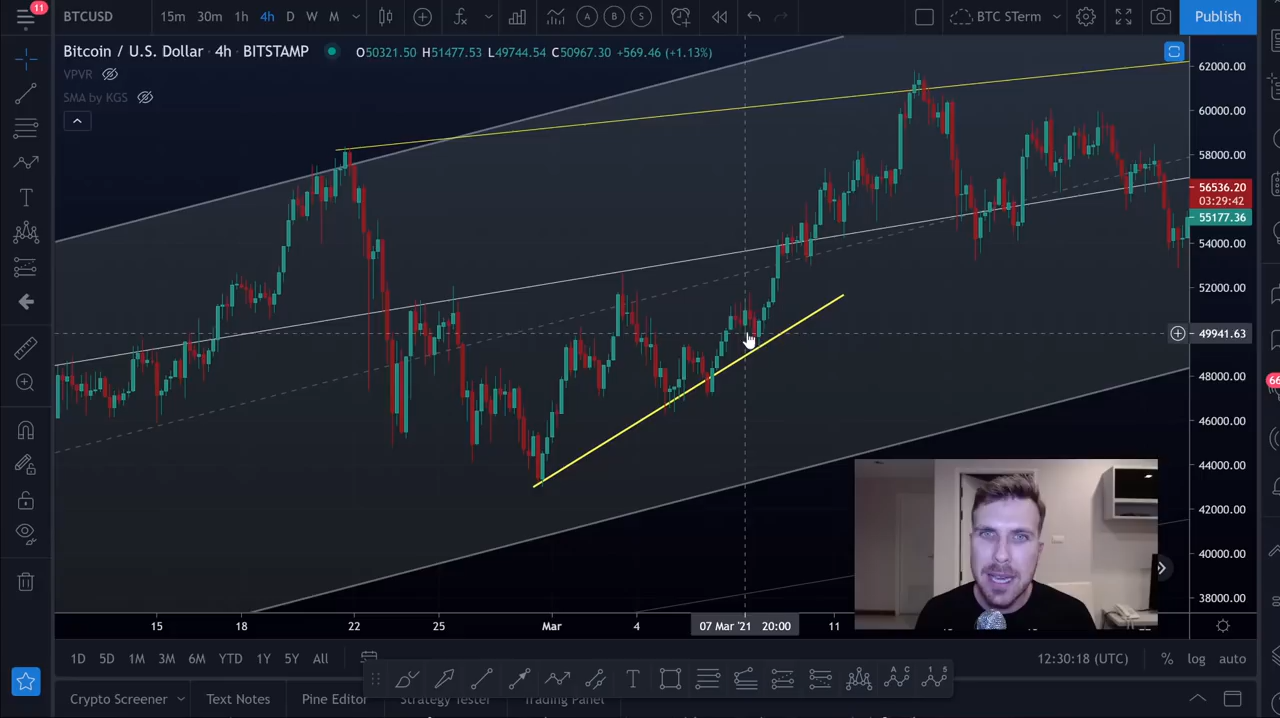 11
BTCUSD 15m 30m 1h 4h D W M A B S BTC STerm Publish
Bitcoin / U.S. Dollar · 4h · BITSTAMP O50321.50 H51477.53 L49744.54 C50967.30 +569.46 (+1.13%)
VPVR
SMA by KGS
62000.00
60000.00
58000.00
56536.20
03:29:42
55177.36
54000.00
52000.00
49941.63
48000.00
66
46000.00
44000.00
42000.00
40000.00
38000.00
15 18 22 25 Mar 4 07 Mar '21 20:00 11
1D 5D 1M 3M 6M YTD 1Y 5Y All 12:30:18 (UTC) % log auto
Crypto Screener Text Notes Pine Editor Strategy Tester Trading Panel